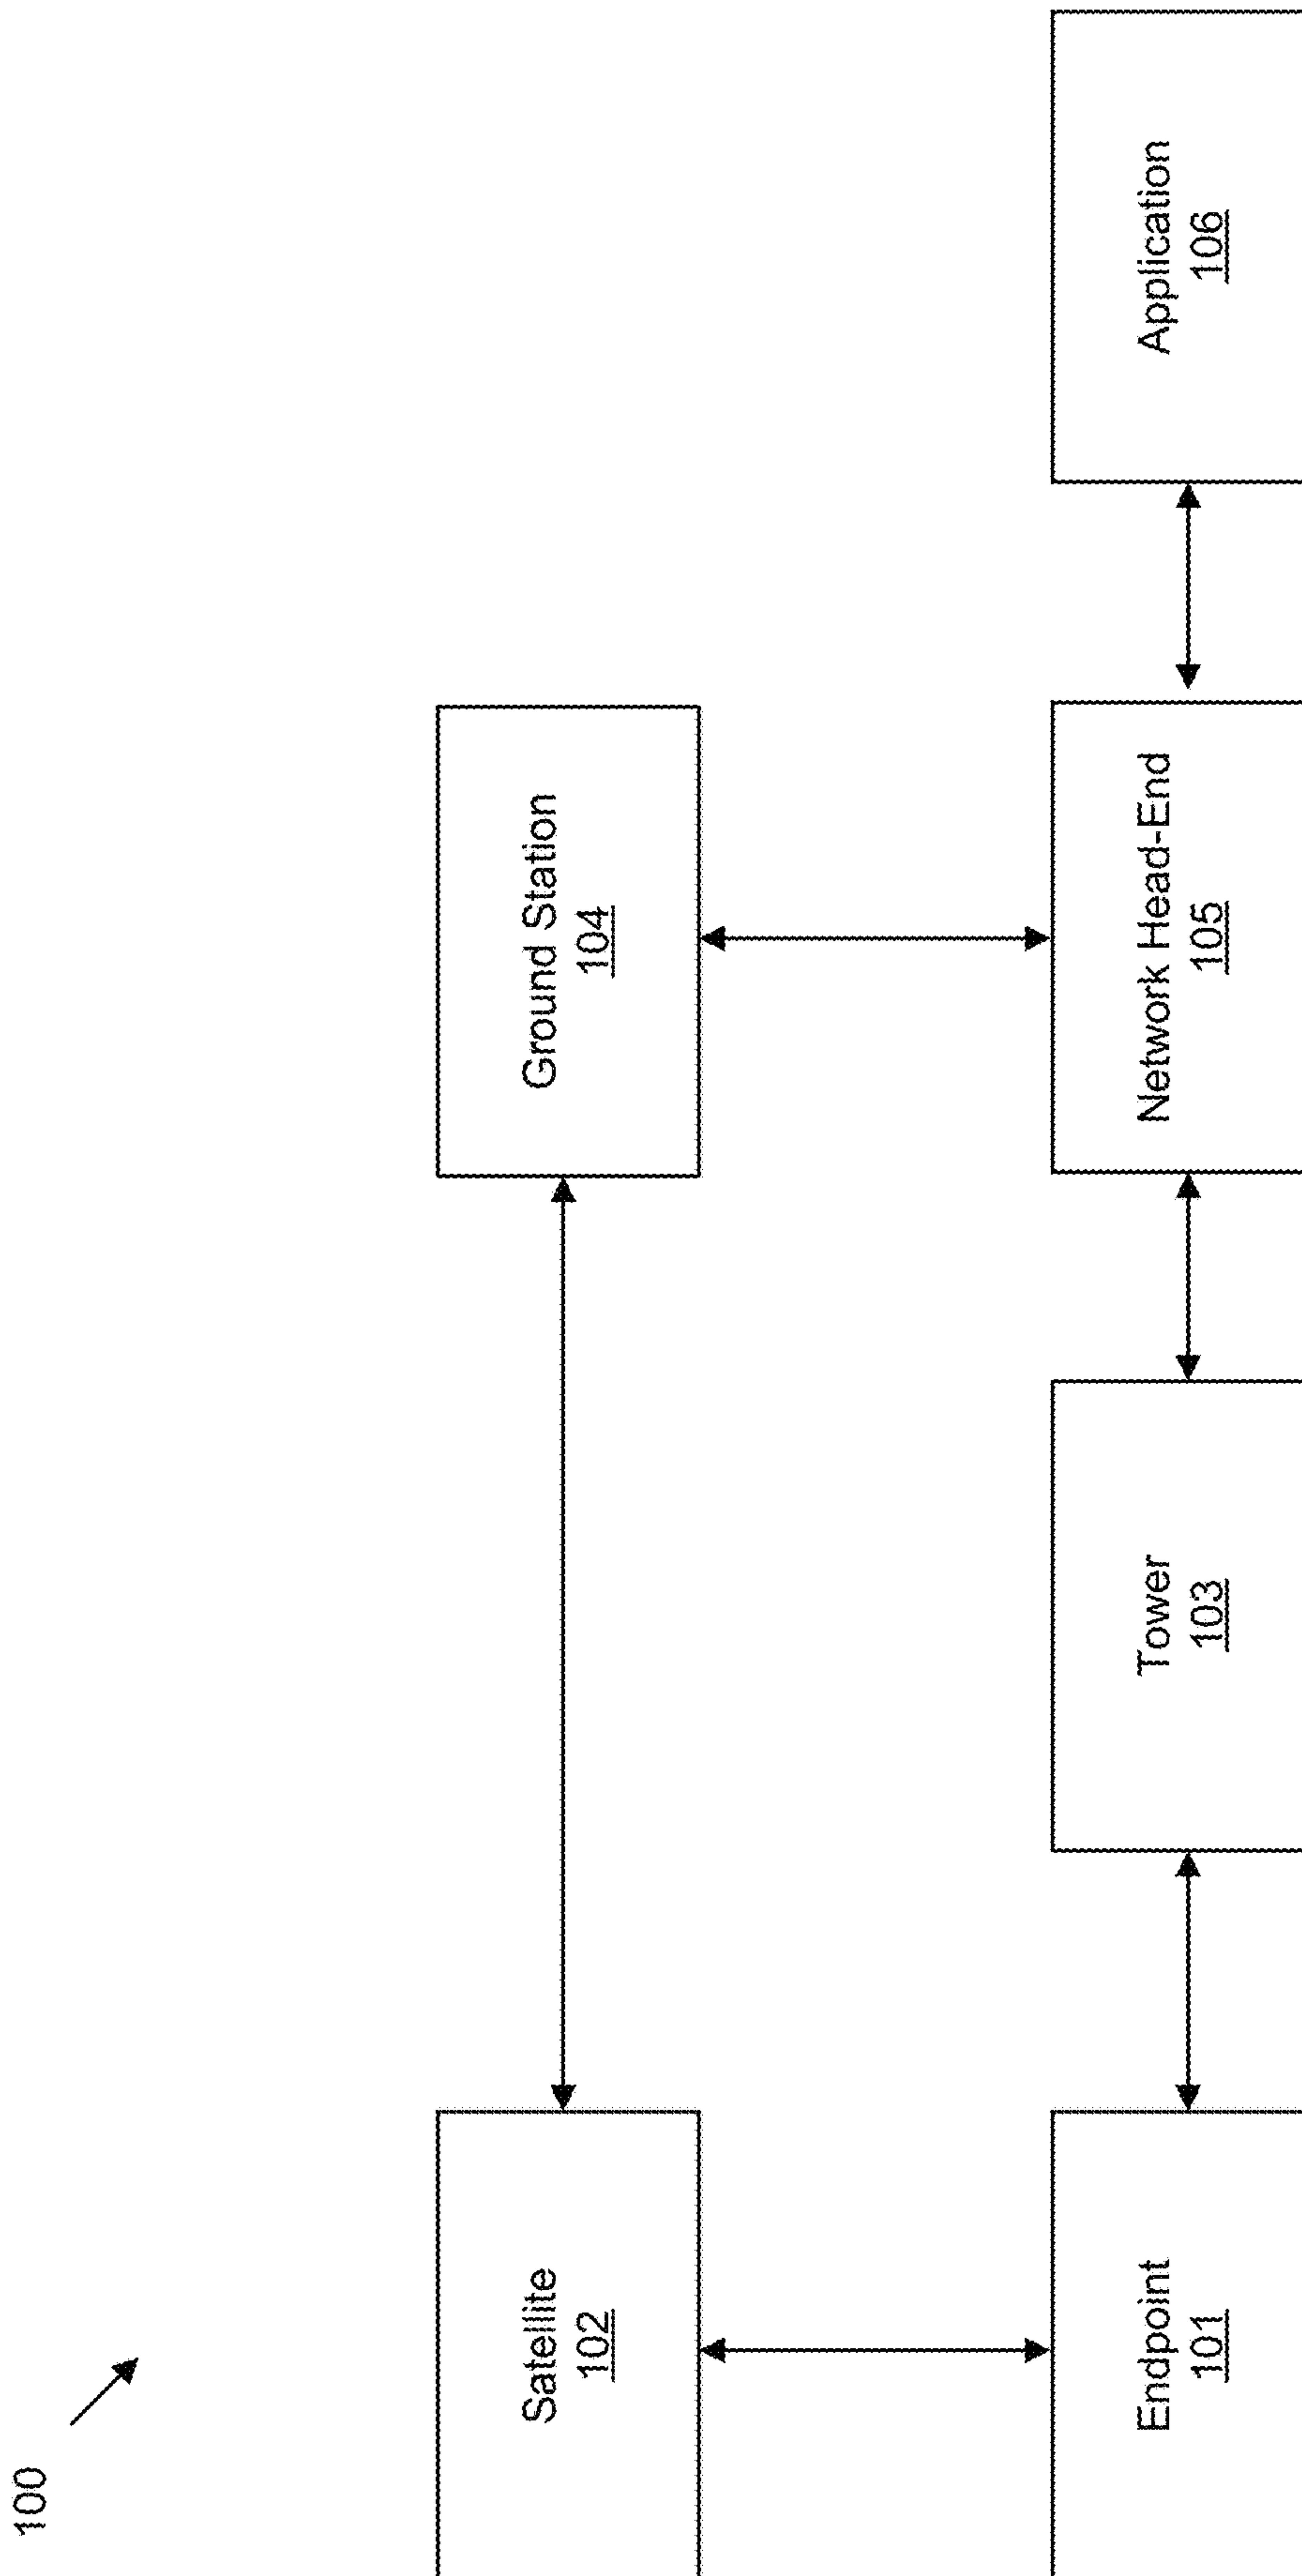 100
Satellite
102
Ground Station
104
Endpoint
101
Tower
103
Network Head-End
105
Application
106